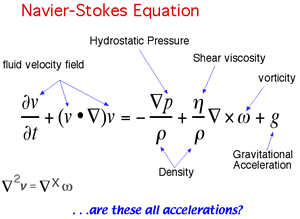 Navier-Stokes Equation
Hydrostatic Pressure
Shear viscosity
fluid velocity field
vorticity
∂v/∂t + (v • ∇)v = - ∇p/ρ + η/ρ ∇ × ω + g
Gravitational
Acceleration
Density
∇²v = ∇×ω
. . .are these all accelerations?